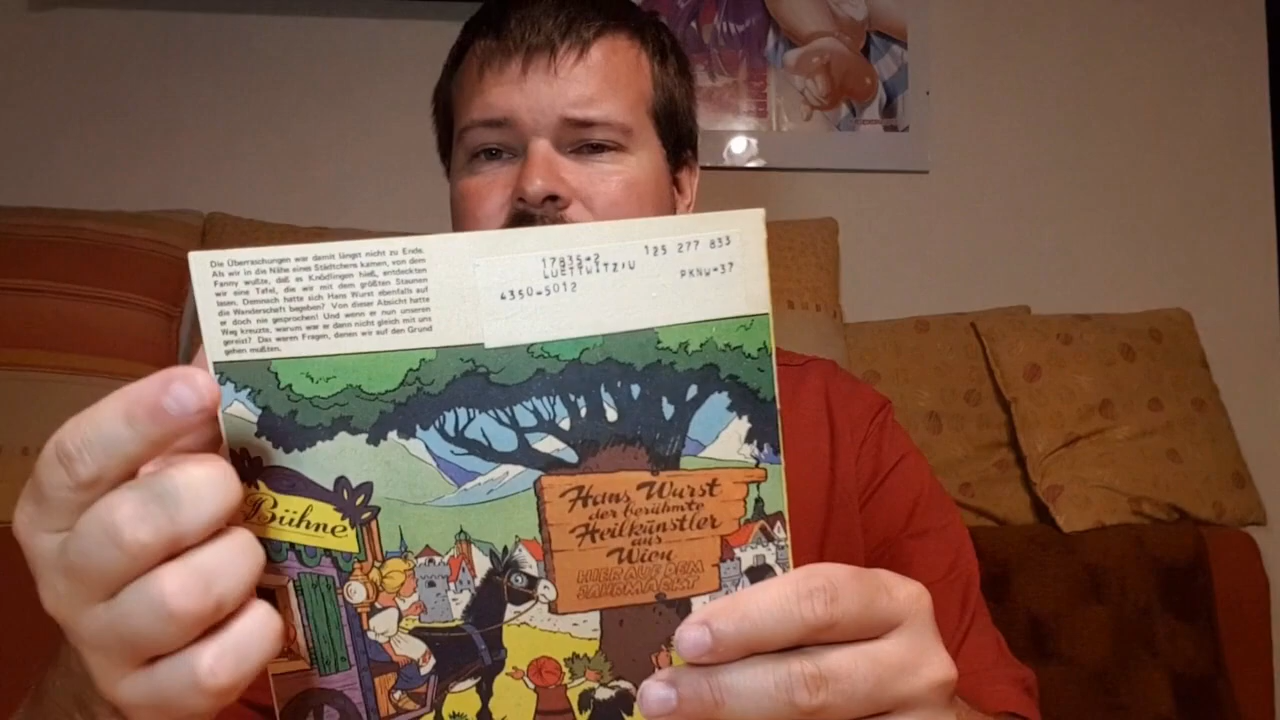 Die Überraschungen war damit längst nicht zu Ende.
Als wir in die Nähe eines Städtchens kamen, von dem
Fanny wußte, daß es Knödlingen hieß, entdeckten
wir eine Tafel, die wir mit dem größten Staunen
lasen. Demnach hatte sich Hans Wurst ebenfalls auf
die Wanderschaft begeben? Von dieser Absicht hatte
er doch nie gesprochen! Und wenn er nun unseren
Weg kreuzte, warum war er dann nicht gleich mit uns
gereist? Das waren Fragen, denen wir auf den Grund
gehen mußten.
125 277 833
17835=2
LUETTWITZ,U
PKNW=37
4350=5012
Bühne
Hans Wurst
der berühmte
Heilkünstler
aus
Wien
HIER AUF DEM
JAHRMARKT